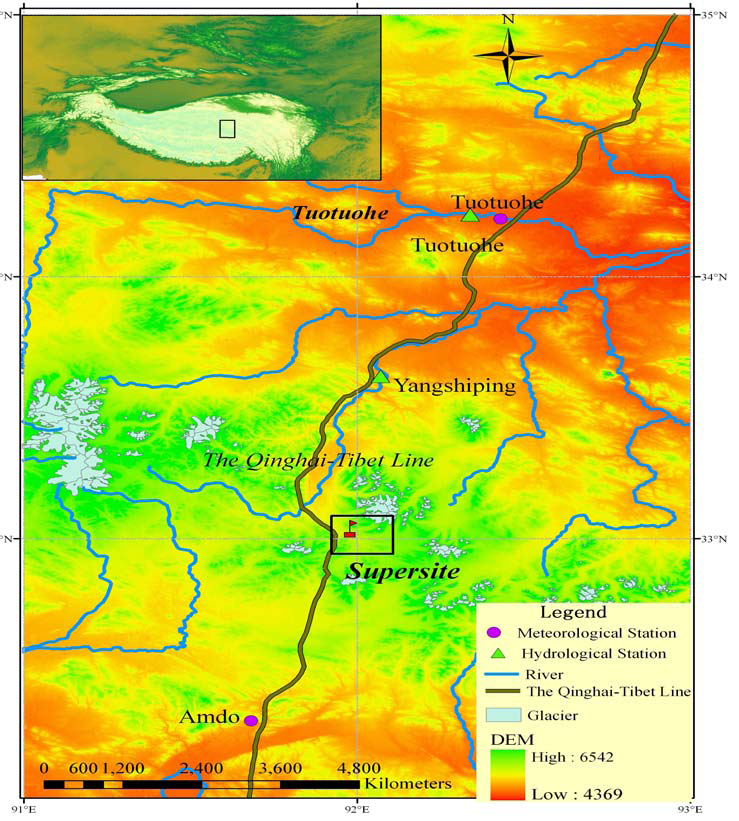 N
35°N
Tuotuohe
Tuotuohe
Tuotuohe
34°N
°N
Yangshiping
The Qinghai-Tibet Line
33°N
°N
Supersite
Legend
Meteorological Station
Hydrological Station
River
The Qinghai-Tibet Line
Glacier
DEM
High : 6542
Low : 4369
Amdo
0 600 1,200 2,400 3,600 4,800
Kilometers
91°E 92°E 93°E